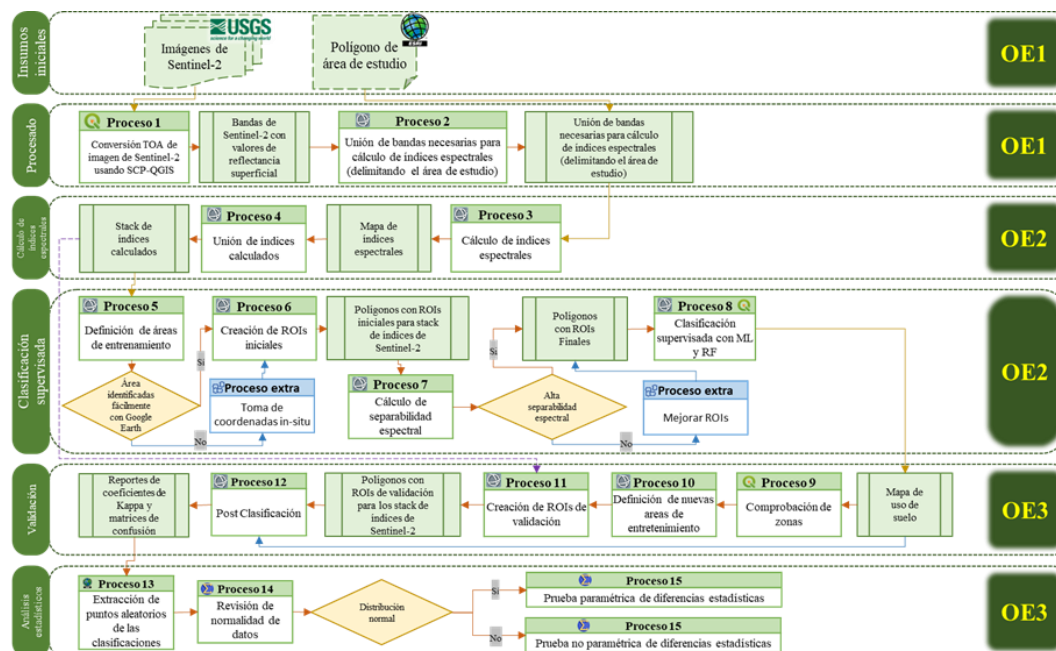 Insumos
iniciales
USGS
science for a changing world
Imágenes de
Sentinel-2
ESRI
Polígono de
área de estudio
OE1
Procesado
Proceso 1
Conversión TOA de
imagen de Sentinel-2
usando SCP-QGIS
Bandas de
Sentinel-2 con
valores de
reflectancia
superficial
Proceso 2
Unión de bandas necesarias para
cálculo de índices espectrales
(delimitando el área de estudio)
Unión de bandas
necesarias para cálculo
de índices espectrales
(delimitando el área de
estudio)
OE1
Cálculo de
índices
espectrales
Stack de
índices
calculados
Proceso 4
Unión de índices
calculados
Mapa de
índices
espectrales
Proceso 3
Cálculo de índices
espectrales
OE2
Clasificación
supervisada
Proceso 5
Definición de áreas
de entrenamiento
Área
identificadas
fácilmente
con Google
Earth
Si
No
Proceso 6
Creación de ROIs
iniciales
Proceso extra
Toma de
coordenadas in-situ
Polígonos con ROIs
iniciales para stack
de índices de
Sentinel-2
Proceso 7
Cálculo de
separabilidad
espectral
Alta
separabilidad
espectral
Si
No
Polígonos
con ROIs
Finales
Proceso 8
Clasificación
supervisada con ML
y RF
Proceso extra
Mejorar ROIs
OE2
Validación
Reportes de
coeficientes de
Kappa y
matrices de
confusión
Proceso 12
Post Clasificación
Polígonos con
ROIs de validación
para los stack de
índices de
Sentinel-2
Proceso 11
Creación de ROIs de
validación
Proceso 10
Definición de nuevas
areas de
entretenimiento
Proceso 9
Comprobación de
zonas
Mapa de
uso de
suelo
OE3
Análisis
estadísticos
Proceso 13
Extracción de
puntos aleatorios
de las
clasificaciones
Proceso 14
Revisión de
normalidad de
datos
Distribución
normal
Si
No
Proceso 15
Prueba paramétrica de diferencias estadísticas
Proceso 15
Prueba no paramétrica de diferencias estadísticas
OE3